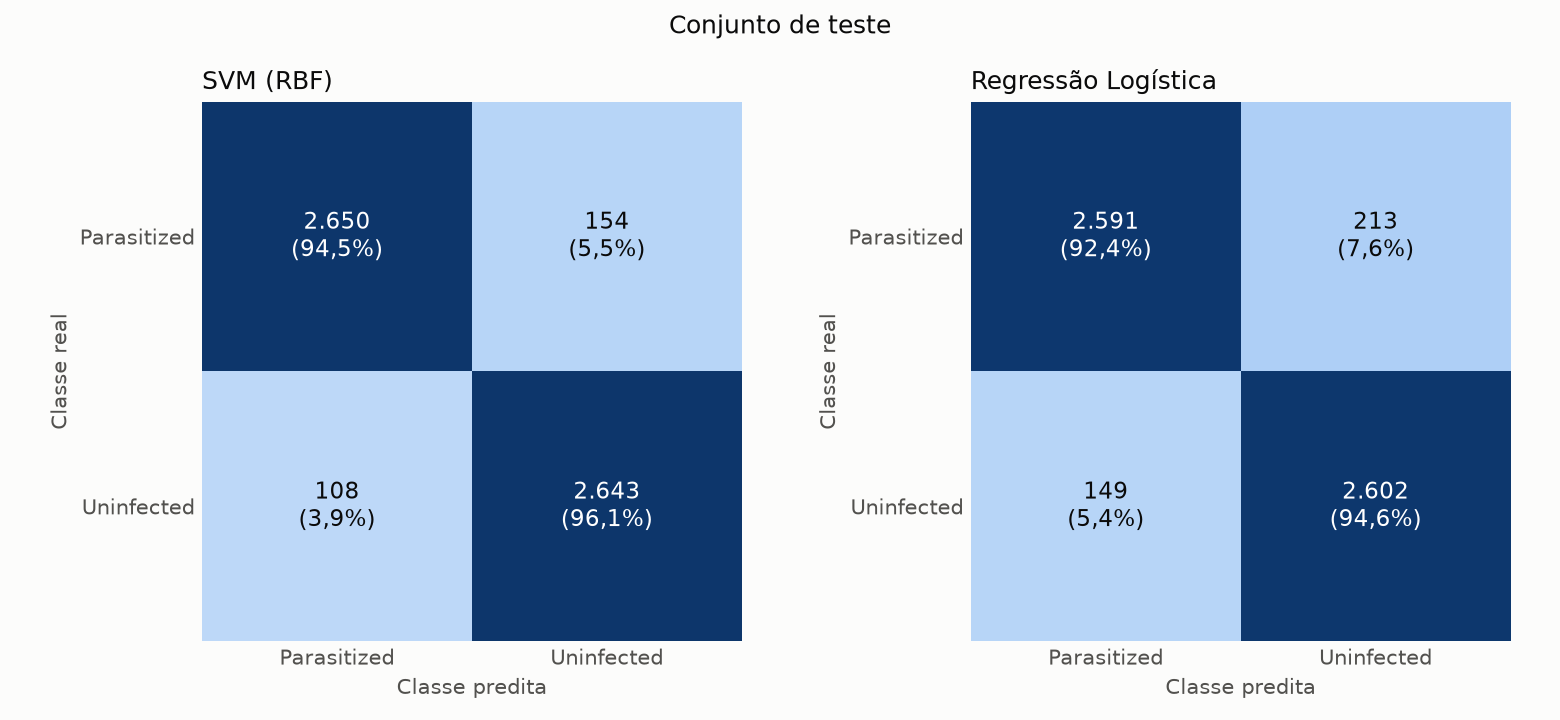 Conjunto de teste
SVM (RBF)
Classe real
Parasitized
Uninfected
2.650
(94,5%)
154
(5,5%)
108
(3,9%)
2.643
(96,1%)
Parasitized
Uninfected
Classe predita
Regressão Logística
Classe real
Parasitized
Uninfected
2.591
(92,4%)
213
(7,6%)
149
(5,4%)
2.602
(94,6%)
Parasitized
Uninfected
Classe predita